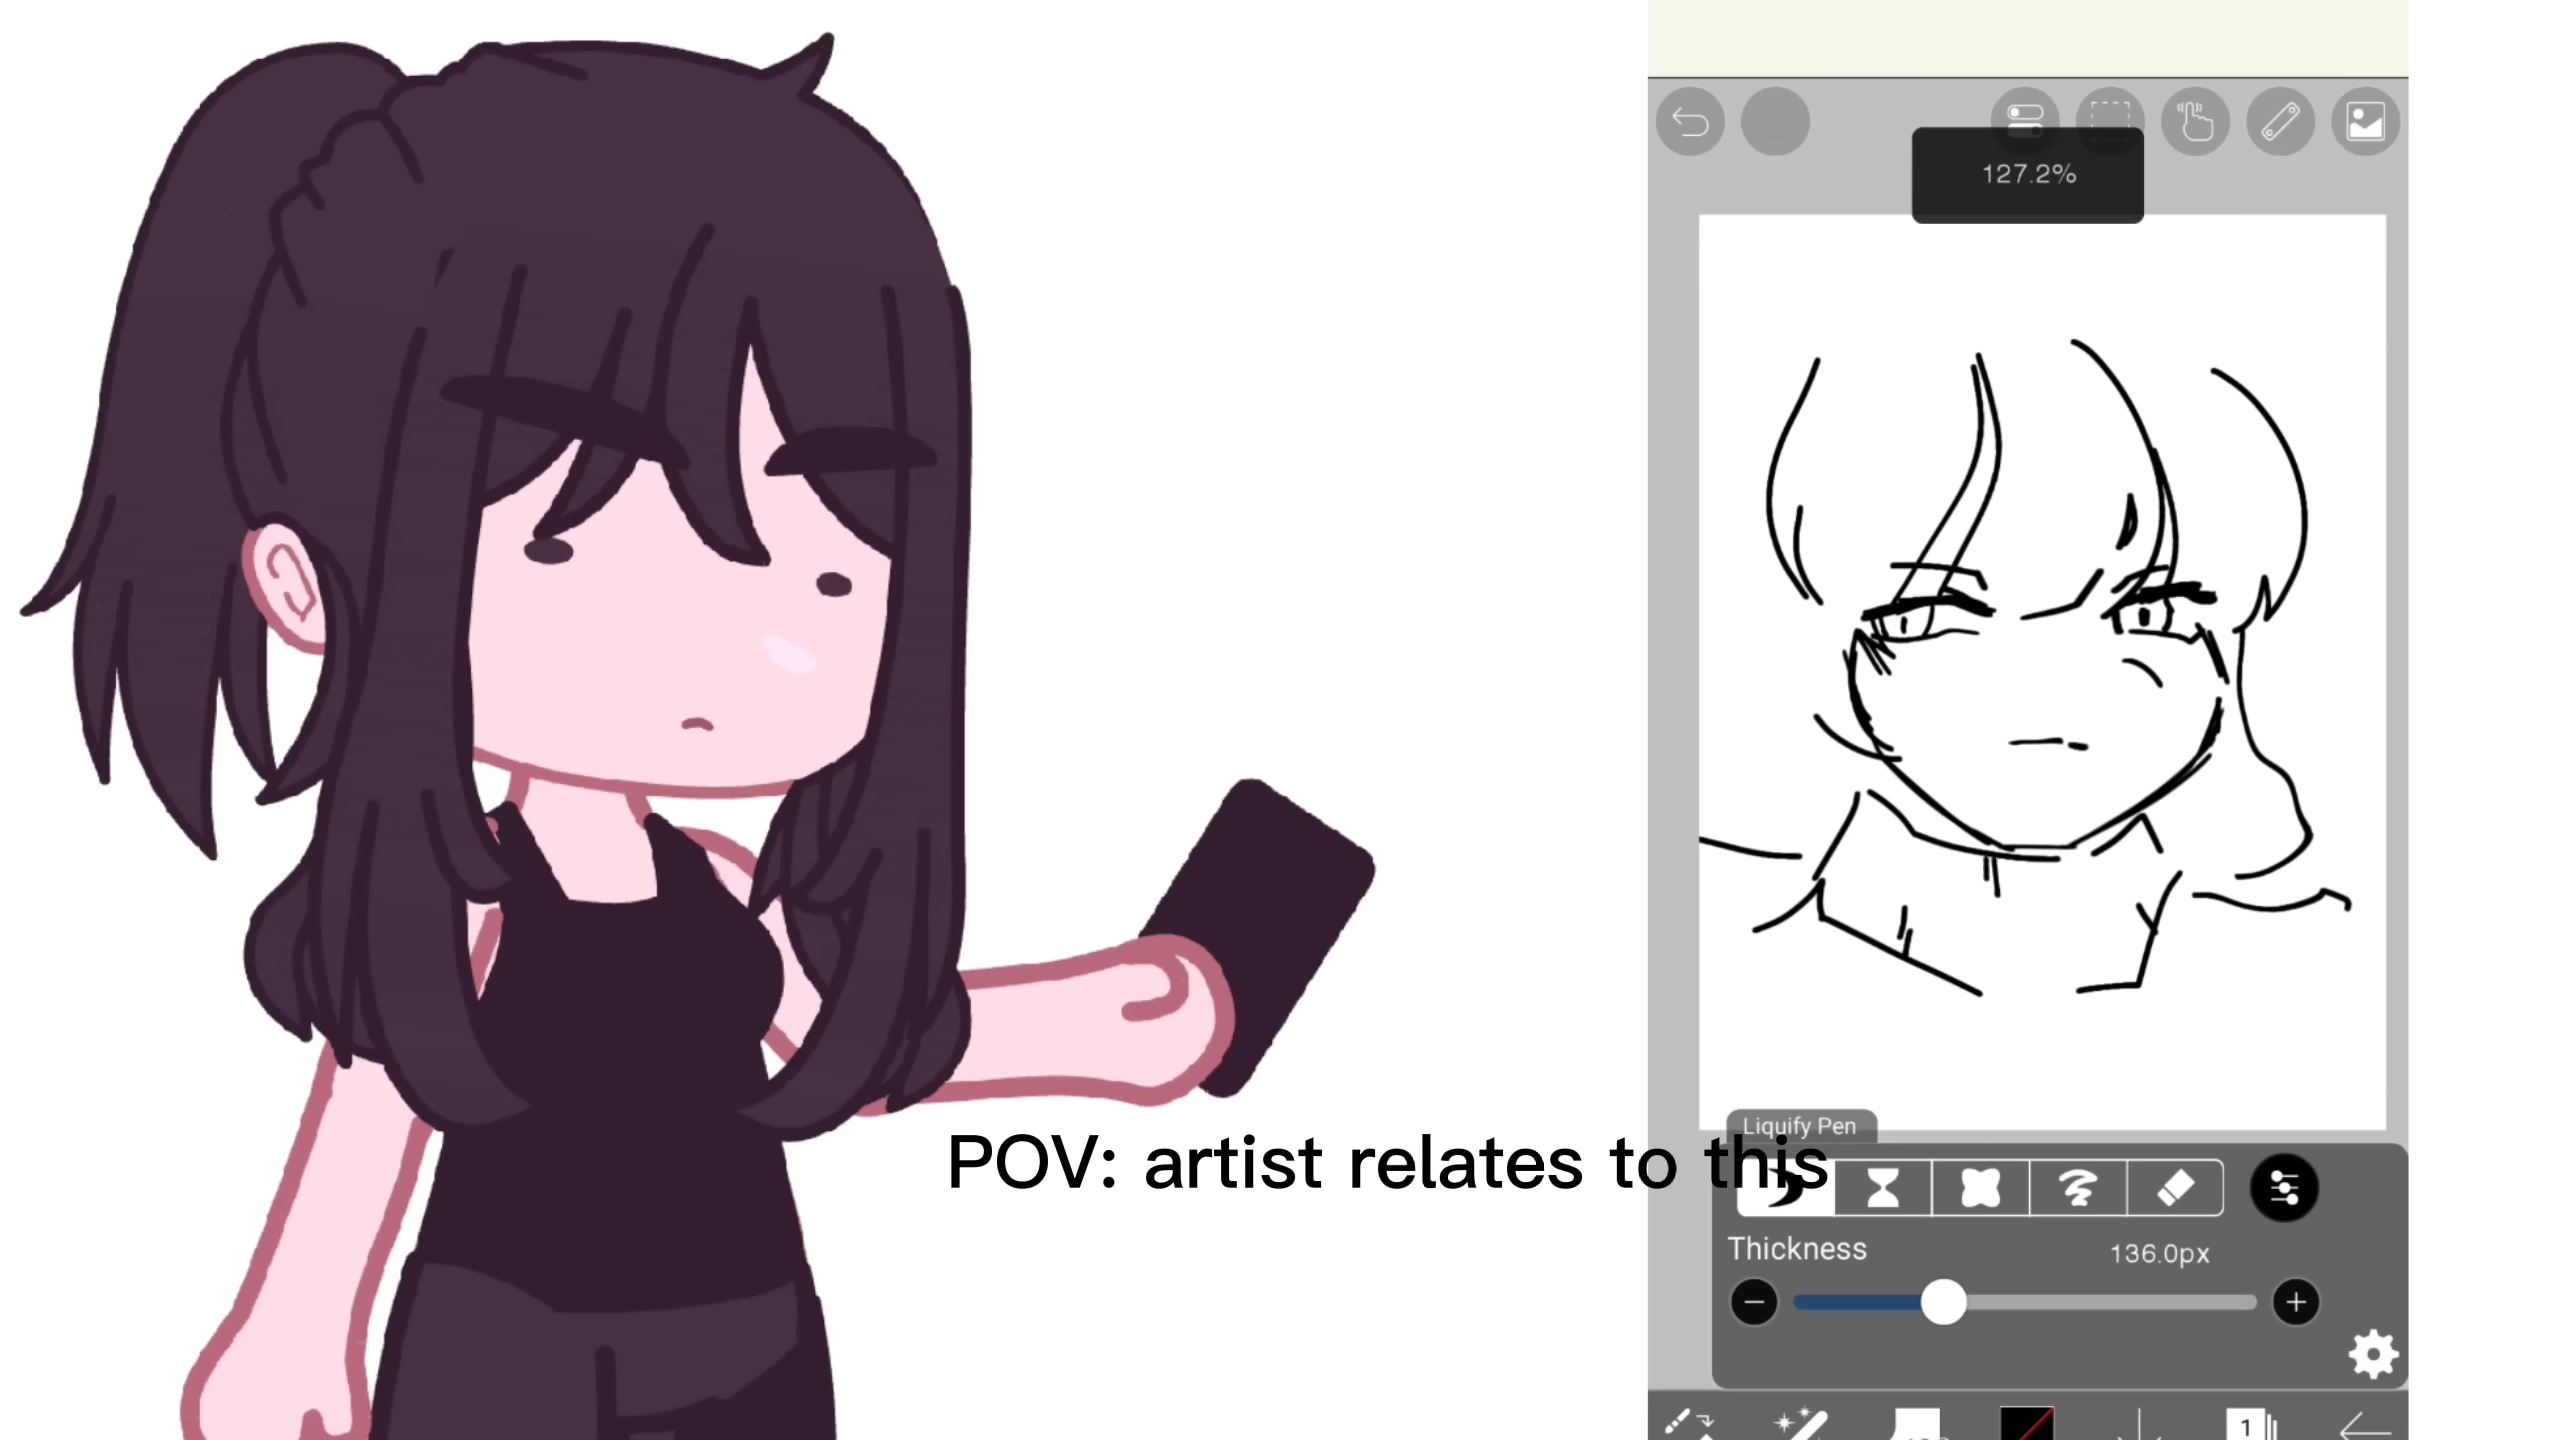 127.2%
Liquify Pen
POV: artist relates to this
Thickness
136.0px
1